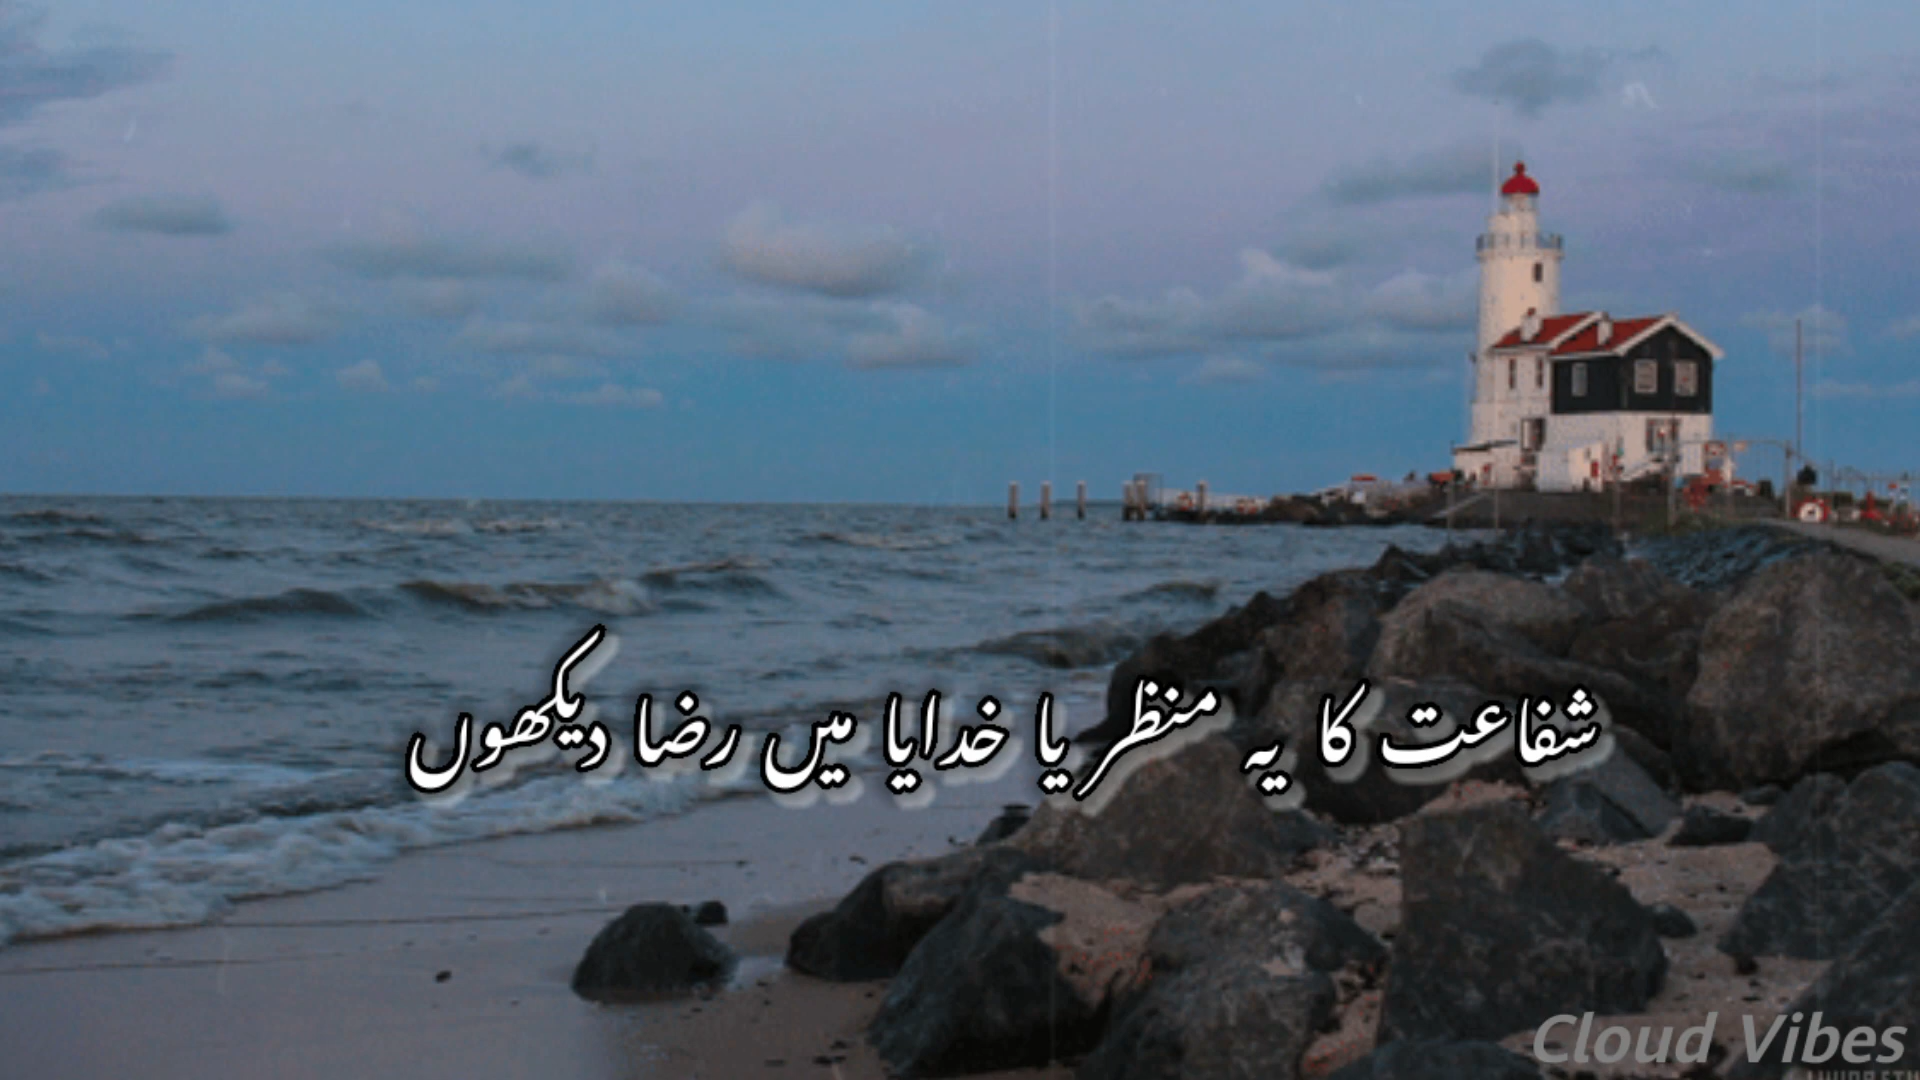 شفاعت کا یہ منظر یا خدایا میں رضا دیکھوں
Cloud Vibes